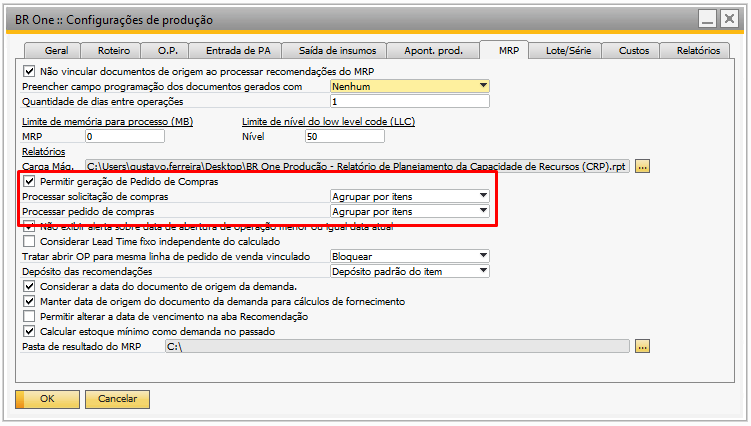 BR One :: Configurações de produção
Geral Roteiro O.P. Entrada de PA Saída de insumos Apont. prod. MRP Lote/Série Custos Relatórios
Não vincular documentos de origem ao processar recomendações do MRP
Preencher campo programação dos documentos gerados com Nenhum
Quantidade de dias entre operações 1
Limite de memória para processo (MB) Limite de nível do low level code (LLC)
MRP 0 Nível 50
Relatórios
Carga Máq. C:\Users\gustavo.ferreira\Desktop\BR One Produção - Relatório de Planejamento da Capacidade de Recursos (CRP).rpt ...
Permitir geração de Pedido de Compras
Processar solicitação de compras Agrupar por itens
Processar pedido de compras Agrupar por itens
Não exibir alerta sobre data de abertura de operação menor ou igual data atual
Considerar Lead Time fixo independente do calculado
Tratar abrir OP para mesma linha de pedido de venda vinculado Bloquear
Depósito das recomendações Depósito padrão do item
Considerar a data do documento de origem da demanda.
Manter data de origem do documento da demanda para cálculos de fornecimento
Permitir alterar a data de vencimento na aba Recomendação
Calcular estoque mínimo como demanda no passado
Pasta de resultado do MRP C:\ ...
OK Cancelar